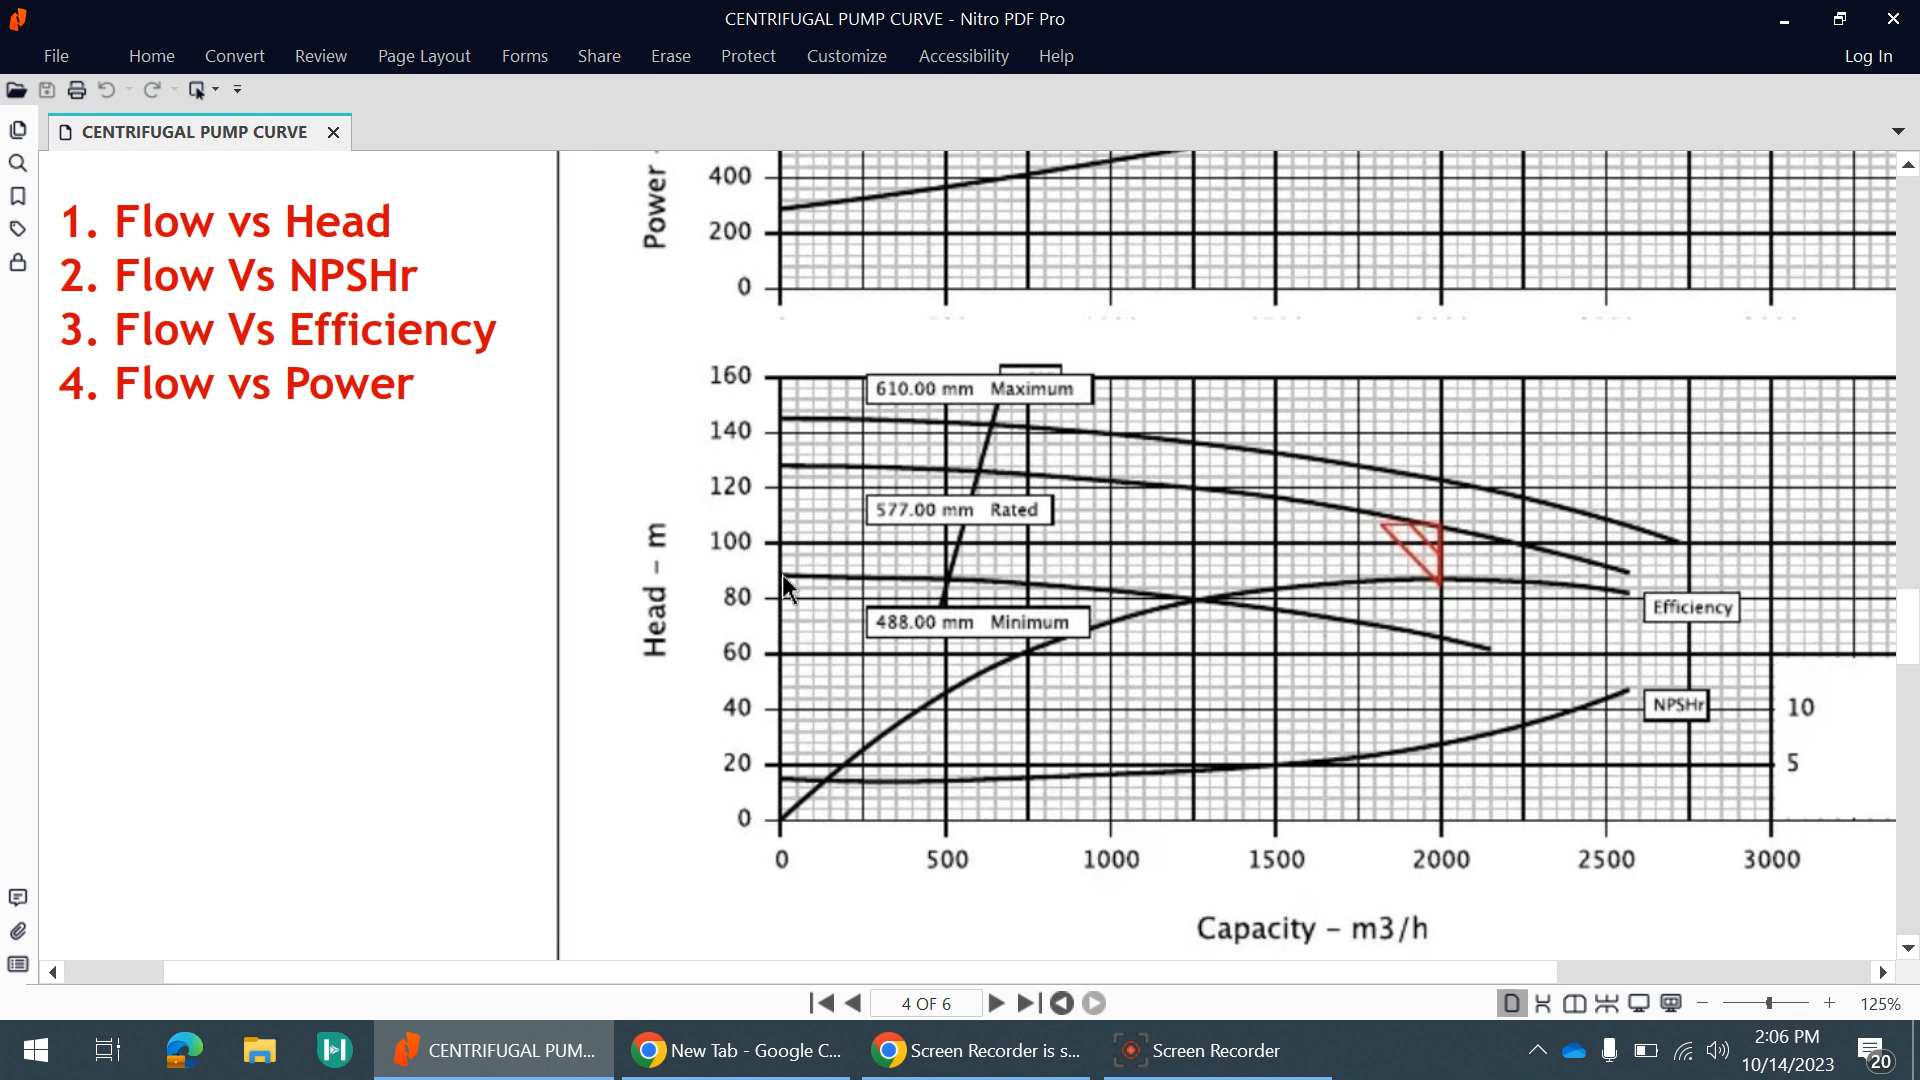 CENTRIFUGAL PUMP CURVE - Nitro PDF Pro
File Home Convert Review Page Layout Forms Share Erase Protect Customize Accessibility Help Log In
CENTRIFUGAL PUMP CURVE
1. Flow vs Head
2. Flow Vs NPSHr
3. Flow Vs Efficiency
4. Flow vs Power
Power
400
200
0
Head - m
160
140
120
100
80
60
40
20
0
610.00 mm Maximum
577.00 mm Rated
488.00 mm Minimum
Efficiency
NPSHr
10
5
0 500 1000 1500 2000 2500 3000
Capacity - m3/h
4 OF 6
125%
CENTRIFUGAL PUM...
New Tab - Google C...
Screen Recorder is s...
Screen Recorder
2:06 PM
10/14/2023
20